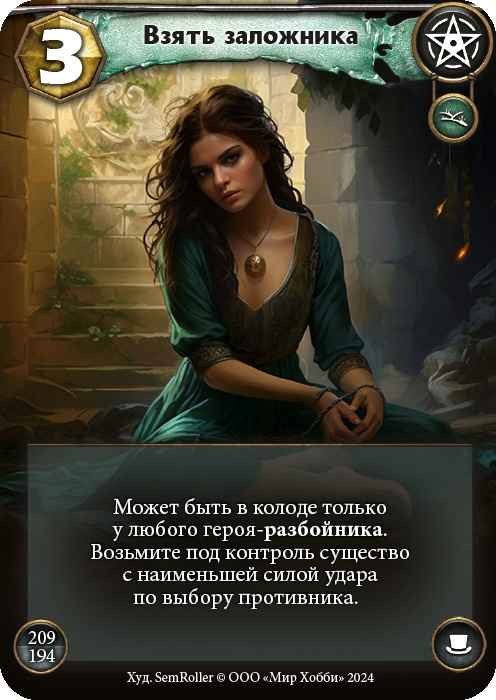 3
Взять заложника
Может быть в колоде только
у любого героя-разбойника.
Возьмите под контроль существо
с наименьшей силой удара
по выбору противника.
209
194
Худ. SemRoller © ООО «Мир Хобби» 2024